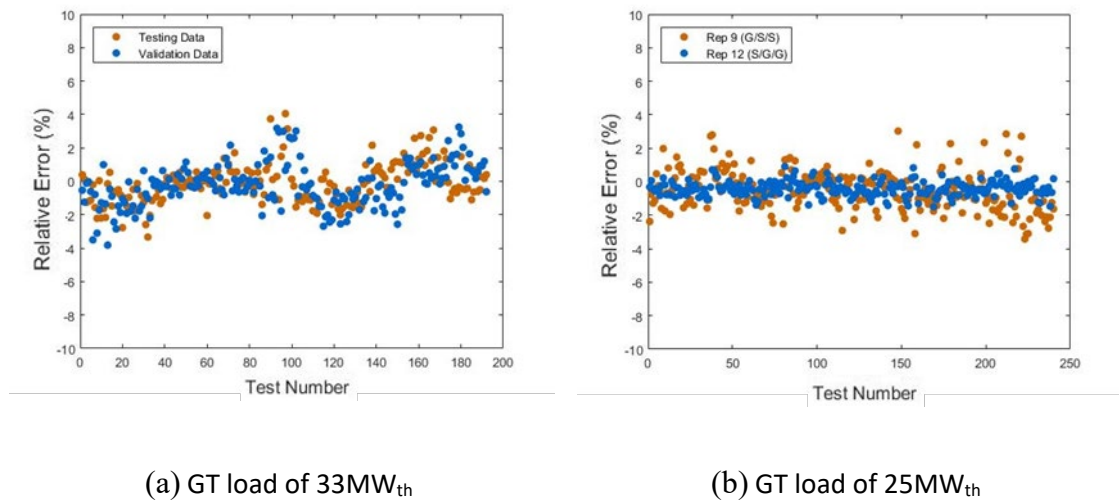 10
8
6
4
2
0
-2
-4
-6
-8
-10
Relative Error (%)
Testing Data
Validation Data
0 20 40 60 80 100 120 140 160 180 200
Test Number
(a) GT load of 33MWth
10
8
6
4
2
0
-2
-4
-6
-8
-10
Relative Error (%)
Rep 9 (G/S/S)
Rep 12 (S/G/G)
0 50 100 150 200 250
Test Number
(b) GT load of 25MWth